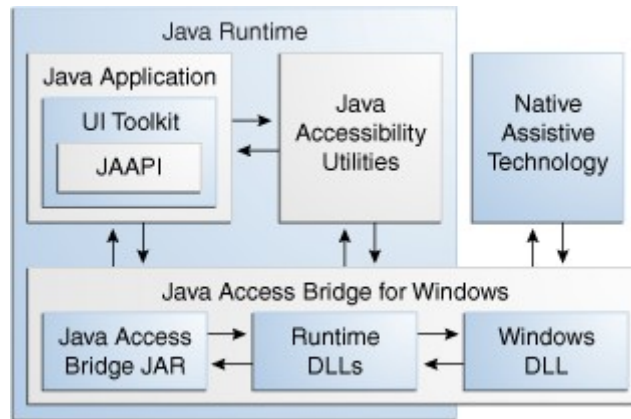 Java Runtime
Java Application
UI Toolkit
JAAPI
Java
Accessibility
Utilities
Native
Assistive
Technology
Java Access Bridge for Windows
Java Access
Bridge JAR
Runtime
DLLs
Windows
DLL